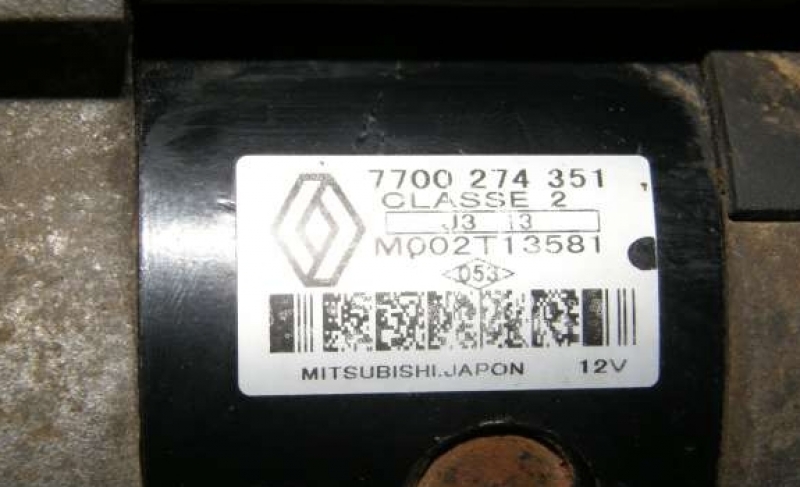 7700 274 351
CLASSE 2
J3 13
M002T13581
053
MITSUBISHI.JAPON 12V